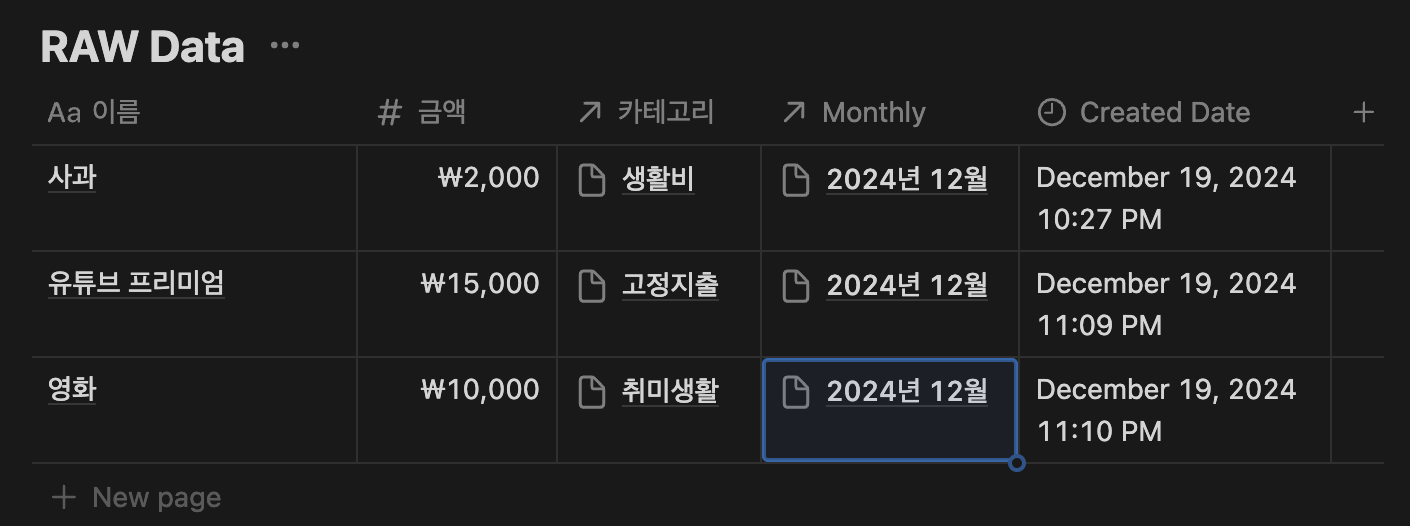 RAW Data ...
Aa 이름 # 금액 카테고리 Monthly Created Date +
사과 ₩2,000 생활비 2024년 12월 December 19, 2024
10:27 PM
유튜브 프리미엄 ₩15,000 고정지출 2024년 12월 December 19, 2024
11:09 PM
영화 ₩10,000 취미생활 2024년 12월 December 19, 2024
11:10 PM
+ New page